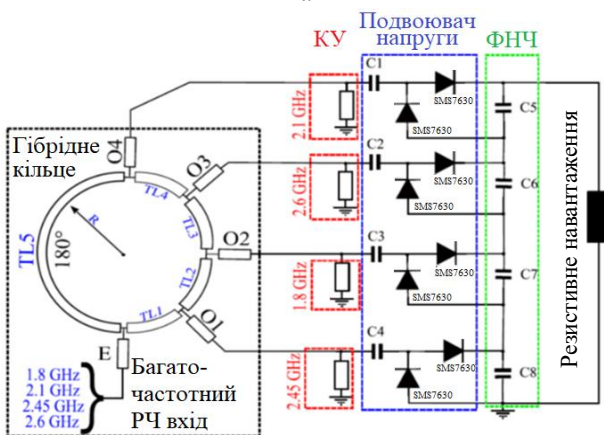 Подвоювач
напруги
КУ
ФНЧ
C1
SMS7630
SMS7630
C5
2.1 GHz
Гібрідне
кільце
O4
O3
TL4
TL3
TL5
180°
R
O2
TL2
TL1
O1
E
C2
SMS7630
SMS7630
C6
2.6 GHz
C3
SMS7630
SMS7630
C7
1.8 GHz
C4
SMS7630
SMS7630
C8
2.45 GHz
Резистивне навантаження
1.8 GHz
2.1 GHz
2.45 GHz
2.6 GHz
Багато-
частотний
РЧ вхід